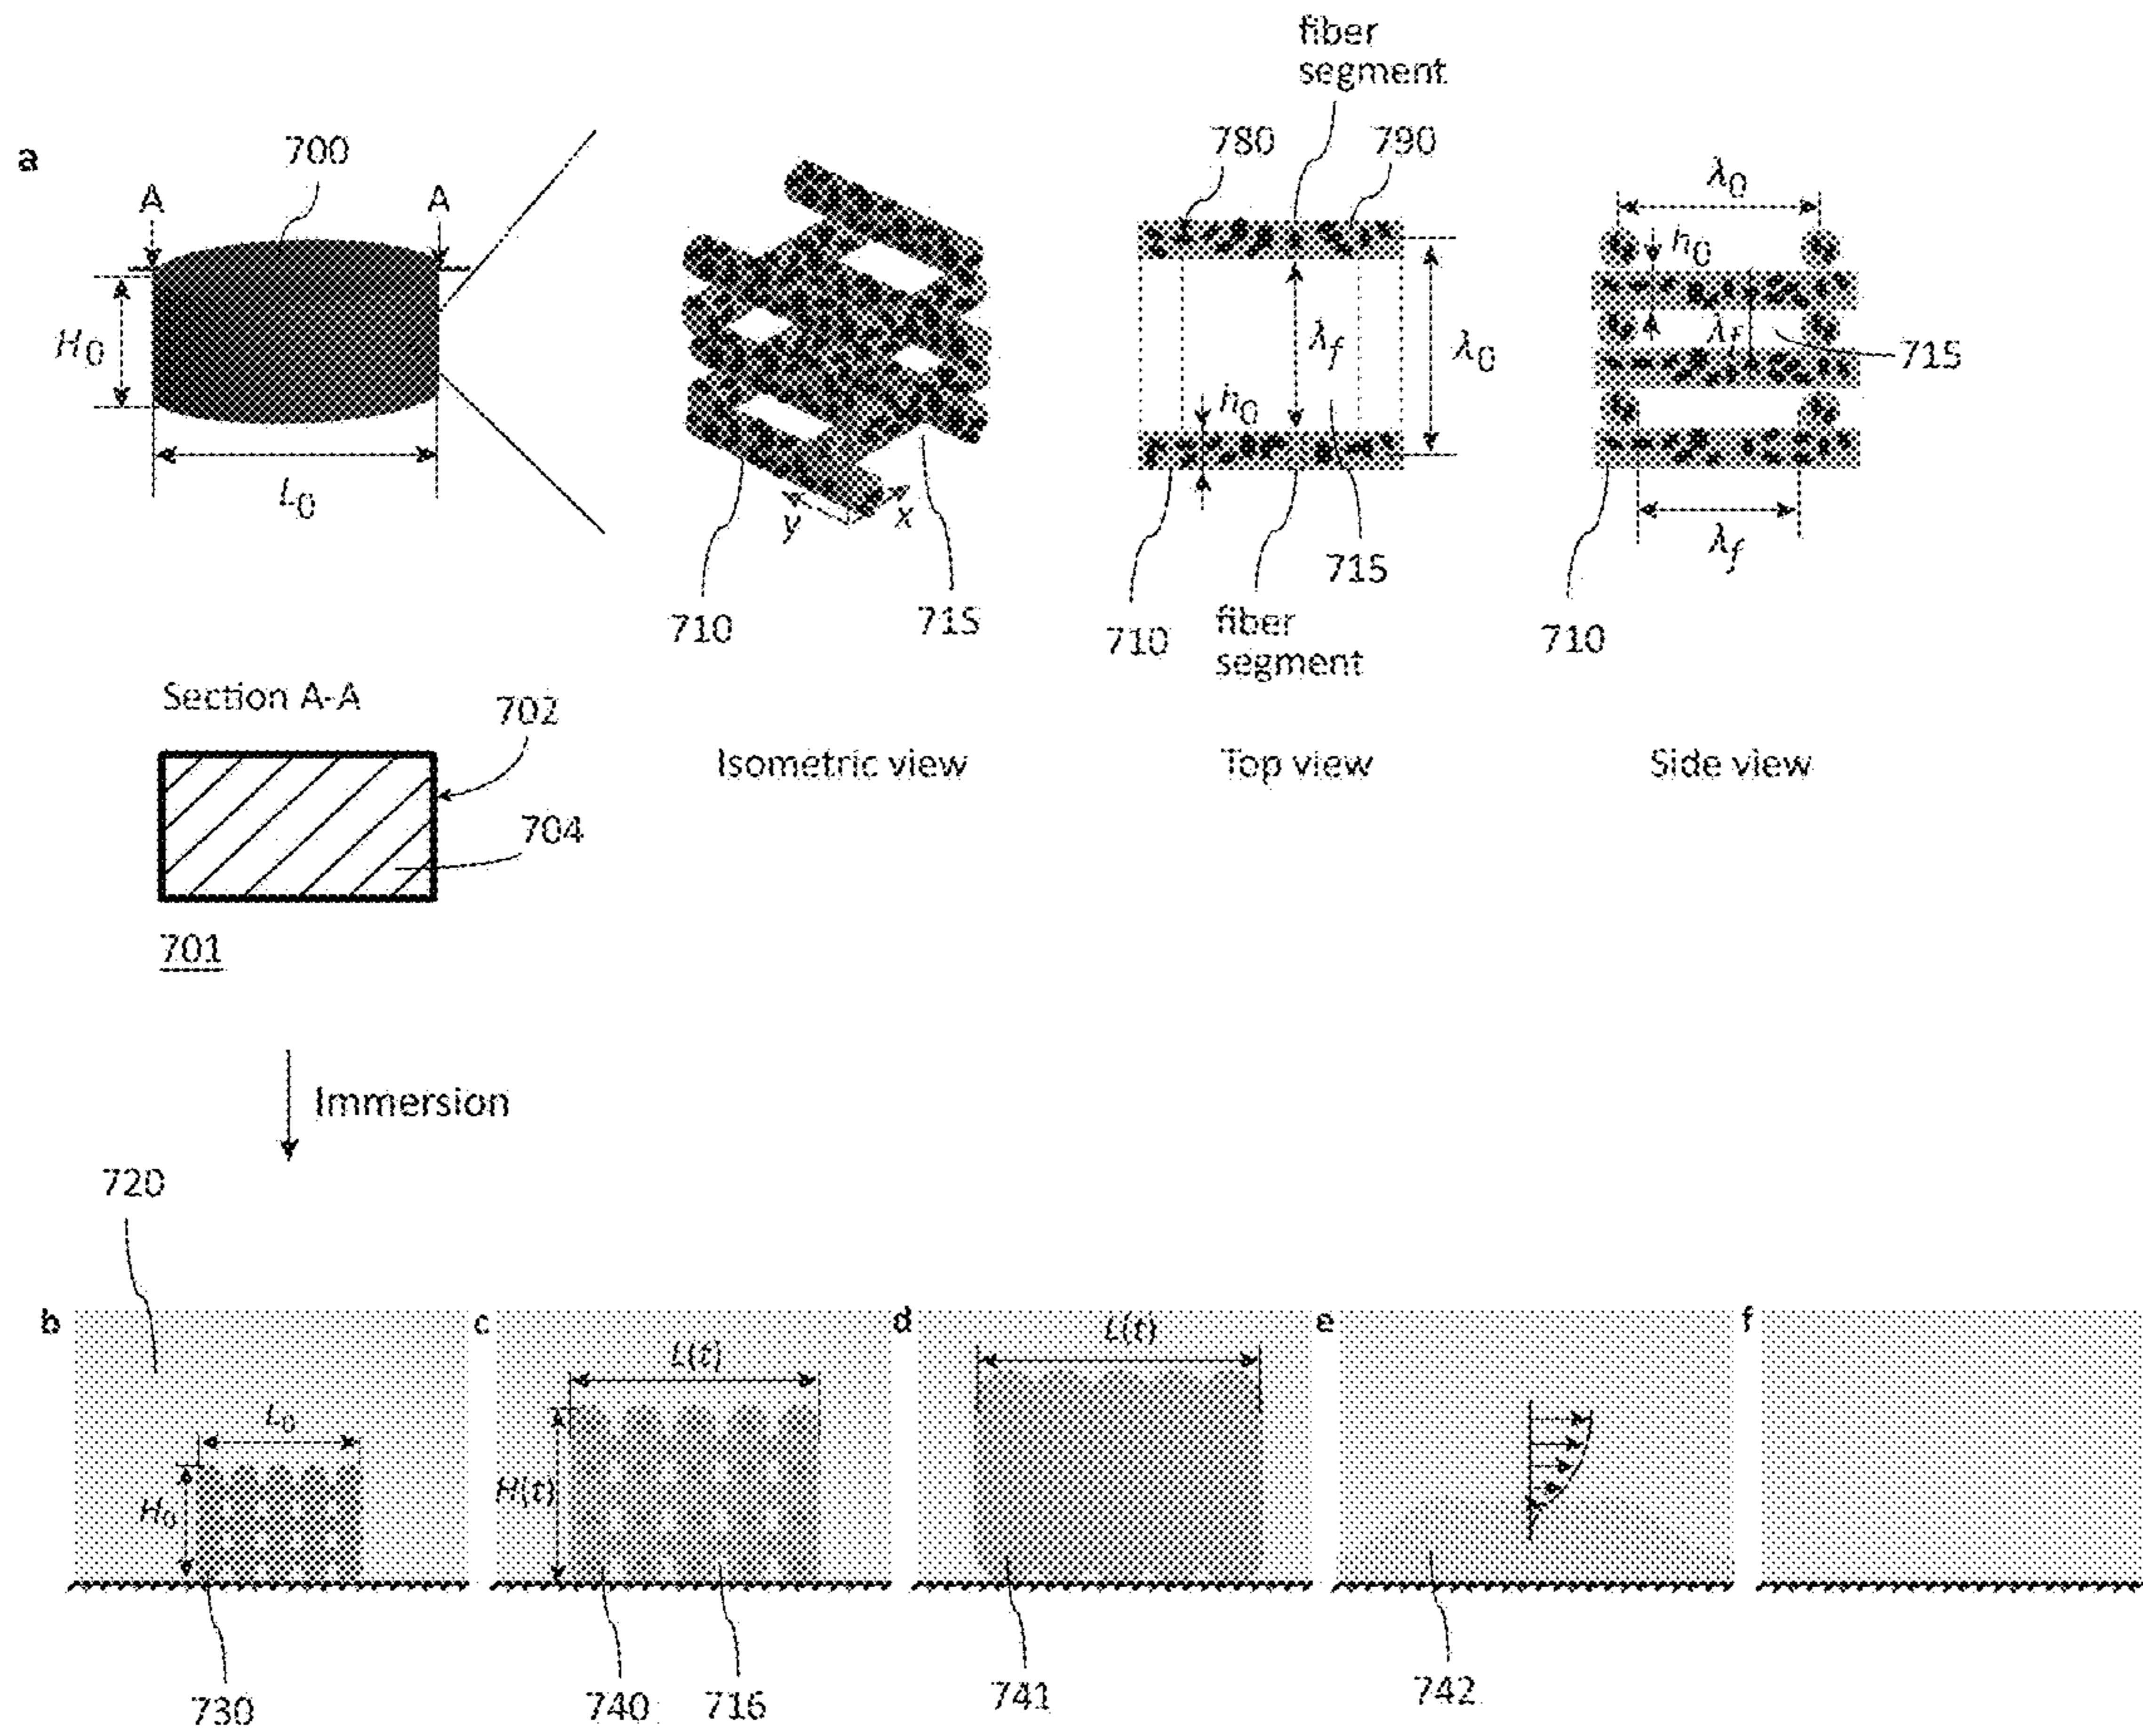 fiber
segment
a
700
780
790
A
A
λ0
h0
H0
λf
λ0
λf
715
h0
L0
y
x
715
λf
710
715
710
fiber
segment
710
Section A-A
702
Isometric view
Top view
Side view
704
701
Immersion
720
b
c
d
e
f
L(t)
L(t)
L0
H(t)
H0
730
740
716
741
742